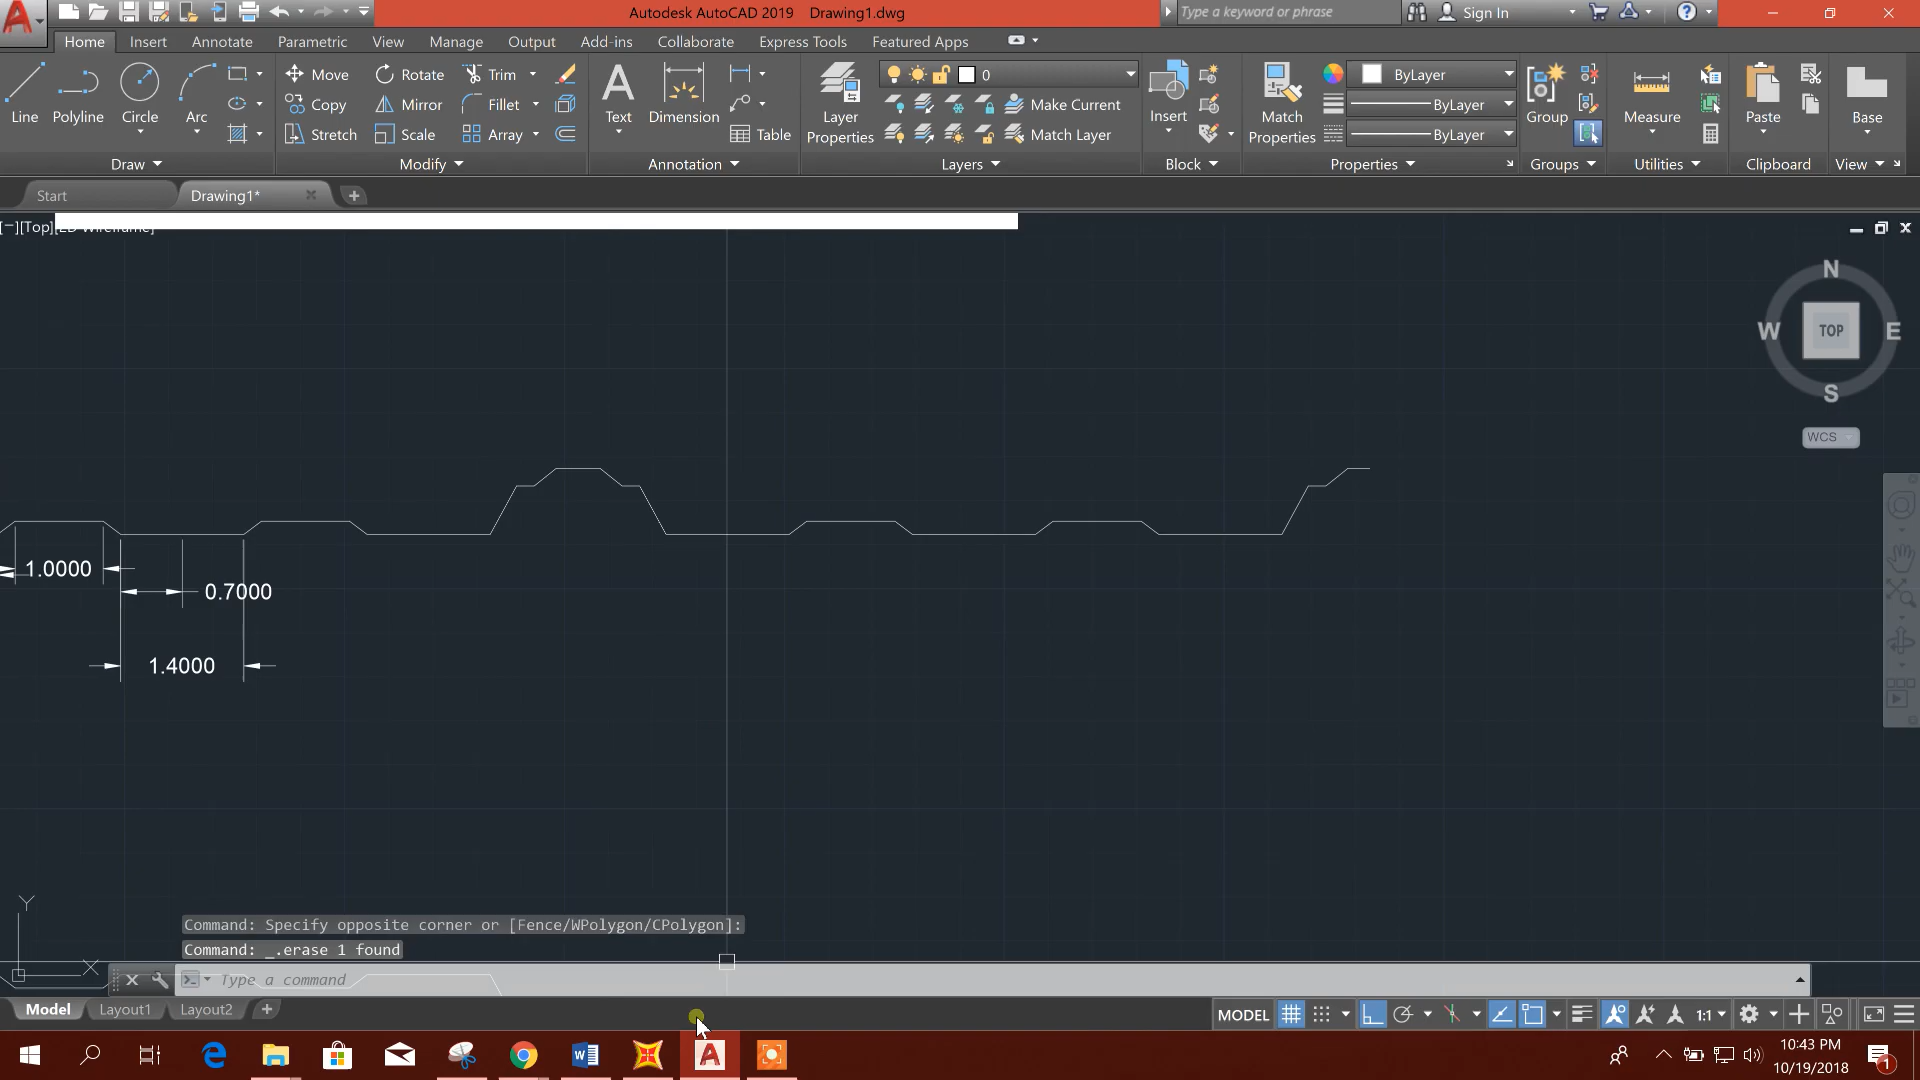 Autodesk AutoCAD 2019 Drawing1.dwg
Type a keyword or phrase
Sign In
Home Insert Annotate Parametric View Manage Output Add-ins Collaborate Express Tools Featured Apps
Line
Polyline
Circle
Arc
Draw
Move
Copy
Stretch
Rotate
Mirror
Scale
Trim
Fillet
Array
Modify
Text
Dimension
Table
Annotation
Layer
Properties
0
Make Current
Match Layer
Layers
Insert
Block
Match
Properties
ByLayer
ByLayer
ByLayer
Properties
Group
Groups
Measure
Utilities
Paste
Clipboard
Base
View
Start
Drawing1*
[−][Top]
N
W
TOP
E
S
WCS
1.0000
0.7000
1.4000
Y
X
Command: Specify opposite corner or [Fence/WPolygon/CPolygon]:
Command: _.erase 1 found
Type a command
Model Layout1 Layout2
MODEL
1:1
10:43 PM
10/19/2018
1